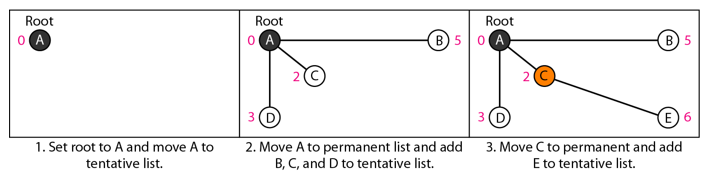 Root
0 A
1. Set root to A and move A to
tentative list.
Root
0 A
B 5
2 C
3 D
2. Move A to permanent list and add
B, C, and D to tentative list.
Root
0 A
B 5
2 C
3 D
E 6
3. Move C to permanent and add
E to tentative list.